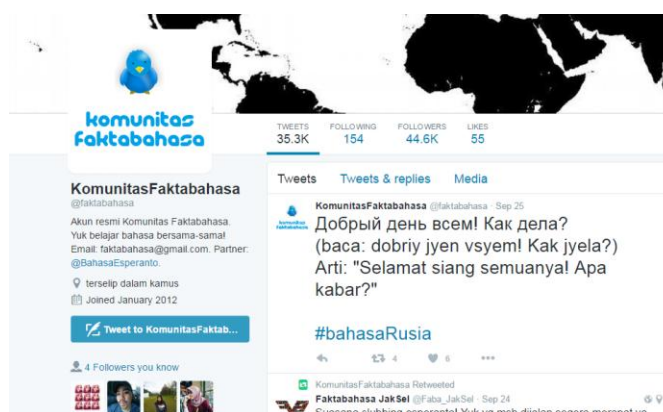 komunitas
faktabahasa
TWEETS FOLLOWING FOLLOWERS LIKES
35.3K 154 44.6K 55
Tweets Tweets & replies Media
KomunitasFaktabahasa
@faktabahasa
Akun resmi Komunitas Faktabahasa.
Yuk belajar bahasa bersama-sama!
Email: faktabahasa@gmail.com. Partner:
@BahasaEsperanto.
terselip dalam kamus
Joined January 2012
Tweet to KomunitasFaktab...
4 Followers you know
KomunitasFaktabahasa @faktabahasa · Sep 25
Добрый день всем! Как дела?
(baca: dobriy jyen vsyem! Kak jyela?)
Arti: "Selamat siang semuanya! Apa
kabar?"
#bahasaRusia
4 6
KomunitasFaktabahasa Retweeted
Faktabahasa JakSel @Faba_JakSel · Sep 24